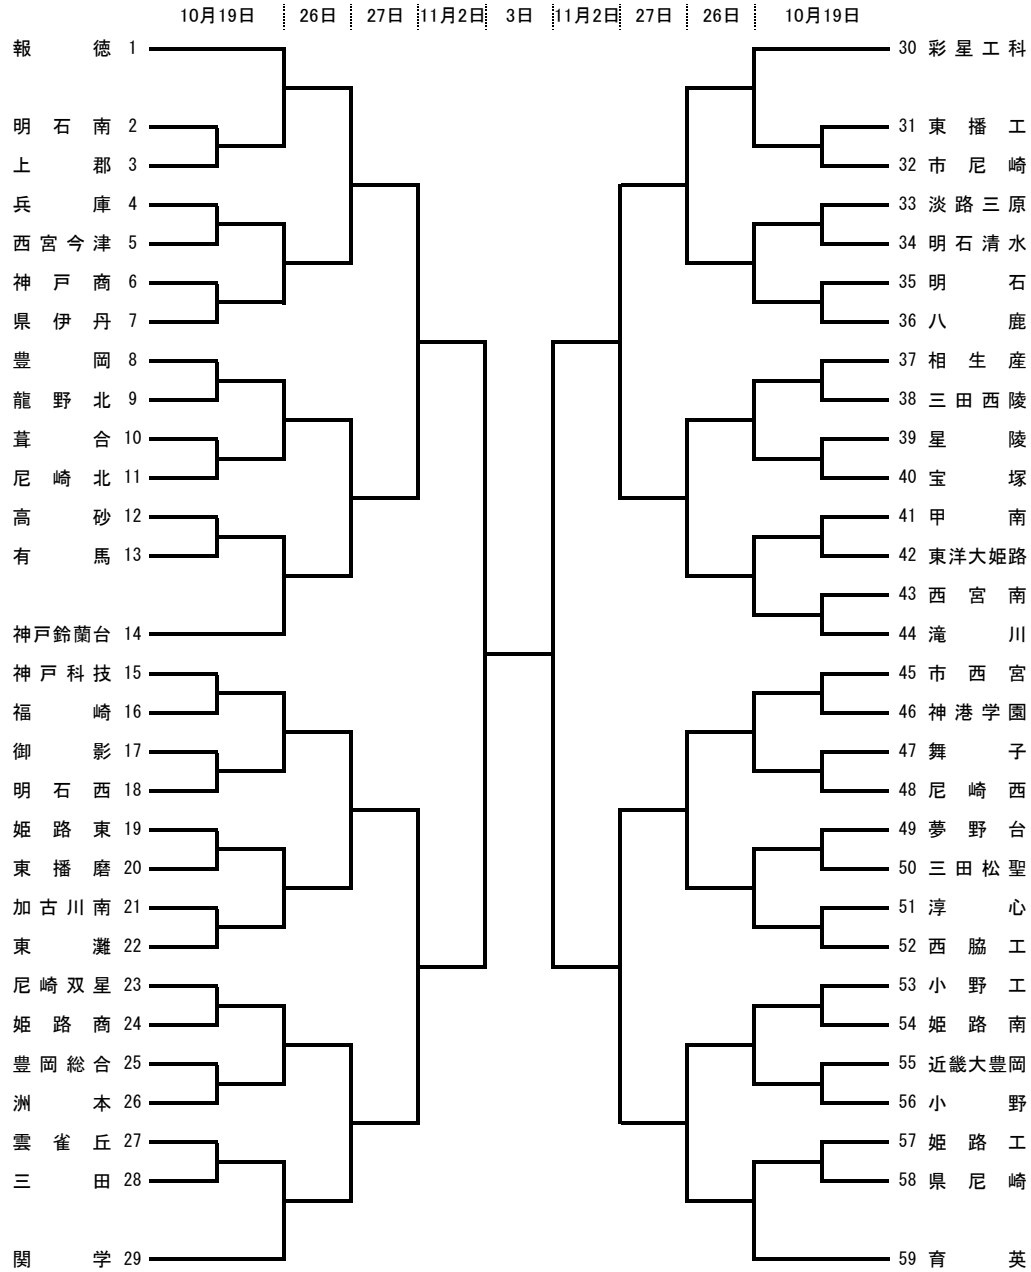 10月19日 26日 27日 11月2日 3日 11月2日 27日 26日 10月19日
報徳 1
明石南 2
上郡 3
兵庫 4
西宮今津 5
神戸商 6
県伊丹 7
豊岡 8
龍野北 9
葺合 10
尼崎北 11
高砂 12
有馬 13
神戸鈴蘭台 14
神戸科技 15
福崎 16
御影 17
明石西 18
姫路東 19
東播磨 20
加古川南 21
東灘 22
尼崎双星 23
姫路商 24
豊岡総合 25
洲本 26
雲雀丘 27
三田 28
関学 29
30 彩星工科
31 東播工
32 市尼崎
33 淡路三原
34 明石清水
35 明石
36 八鹿
37 相生産
38 三田西陵
39 星陵
40 宝塚
41 甲南
42 東洋大姫路
43 西宮南
44 滝川
45 市西宮
46 神港学園
47 舞子
48 尼崎西
49 夢野台
50 三田松聖
51 淳心
52 西脇工
53 小野工
54 姫路南
55 近畿大豊岡
56 小野
57 姫路工
58 県尼崎
59 育英